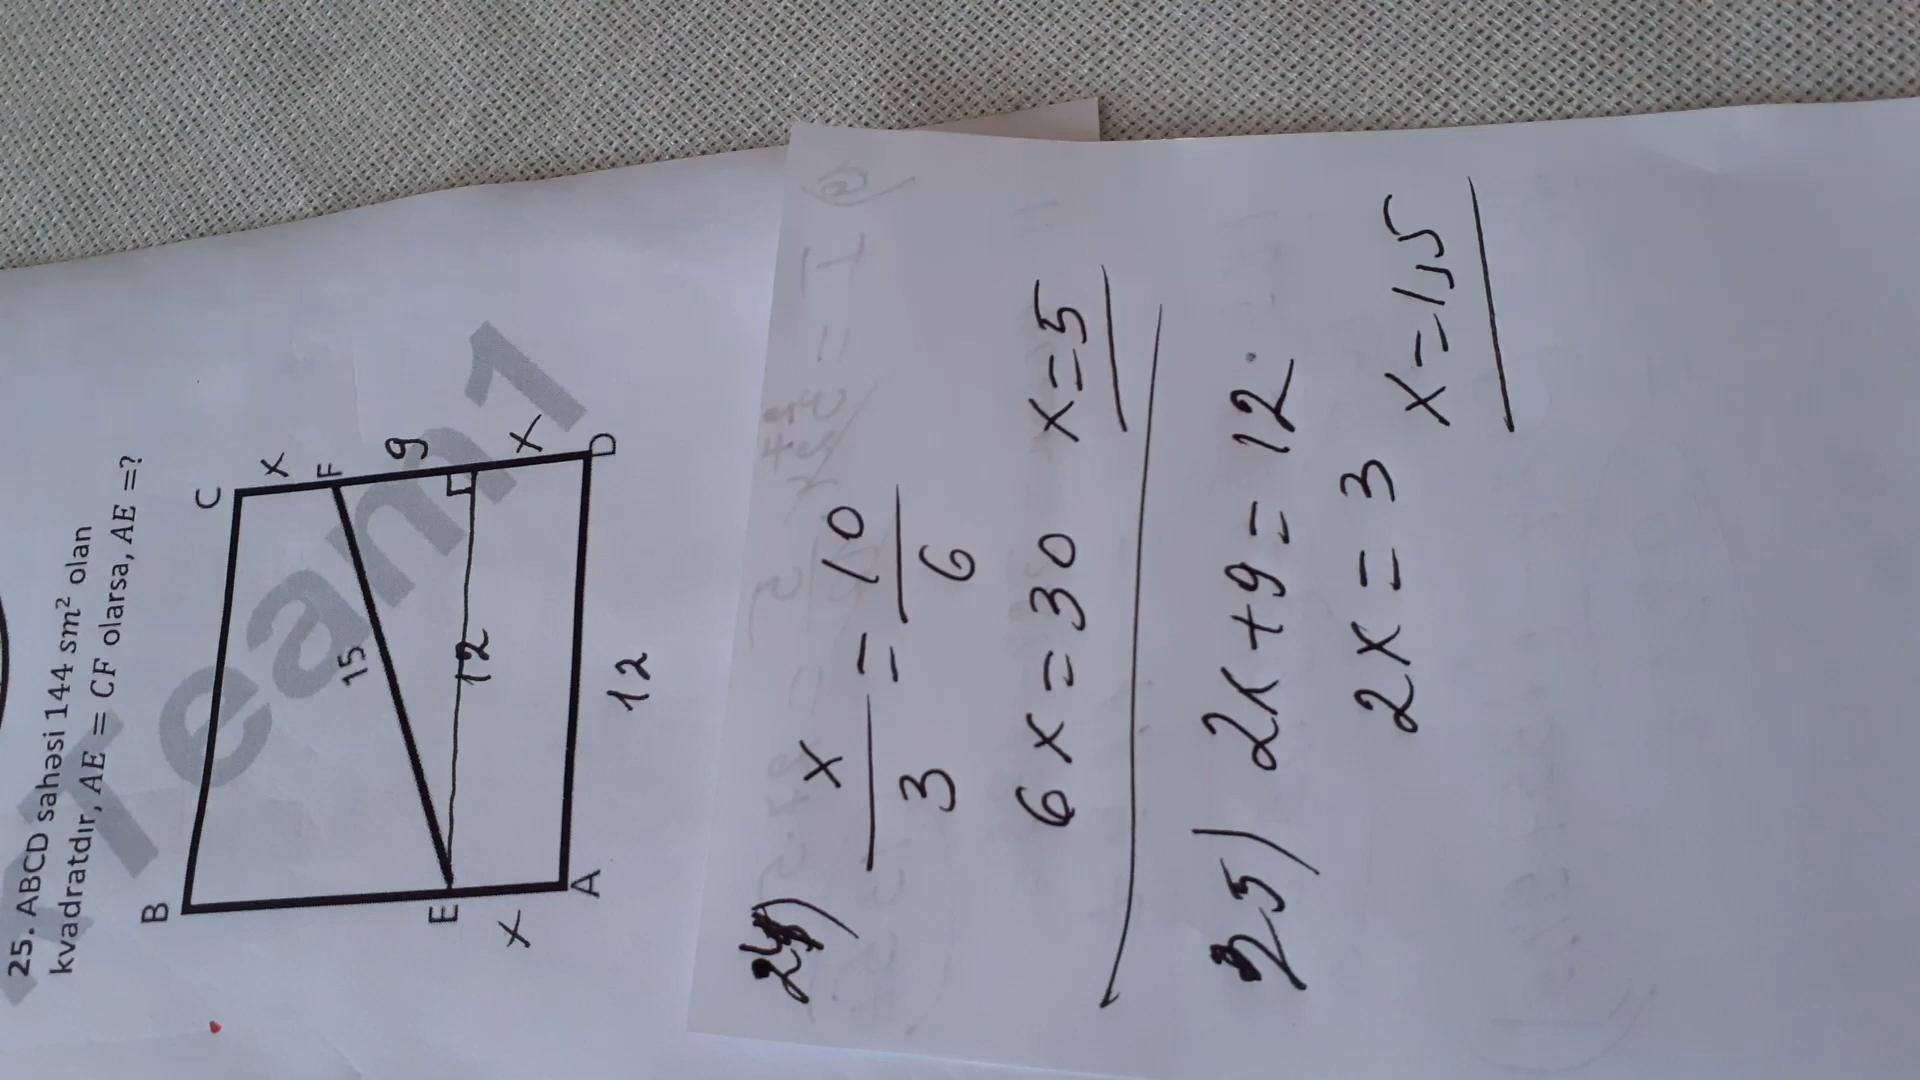 25. ABCD sahəsi 144 sm² olan
kvadratdır, AE = CF olarsa, AE =?
Team1
B
C
x
F
15
9
E
12
x
x
A
D
12
24) x/3 = 10/6
6x=30 x=5
25) 2x+9=12
2x=3
x=1,5